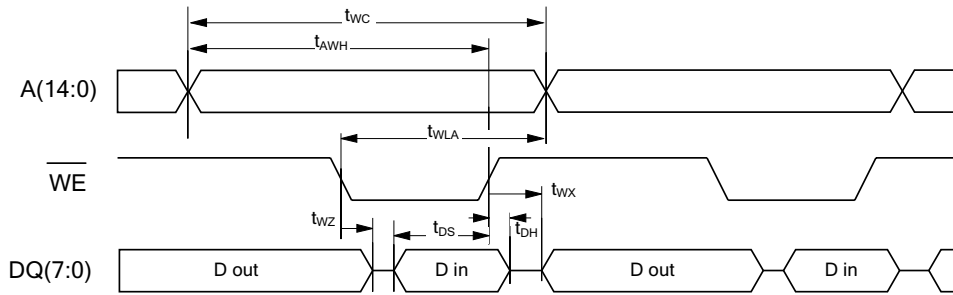 tWC
tAWH
A(14:0)
tWLA
WE
tWX
tWZ
tDS
tDH
DQ(7:0)
D out
D in
D out
D in